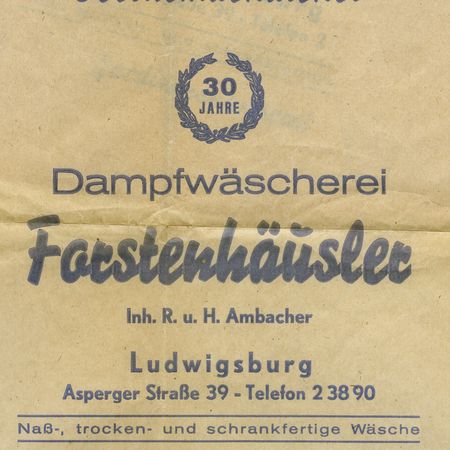 30
JAHRE
Dampfwäscherei
Forstenhäusler
Inh. R. u. H. Ambacher
Ludwigsburg
Asperger Straße 39 - Telefon 2 38 90
Naß-, trocken- und schrankfertige Wäsche